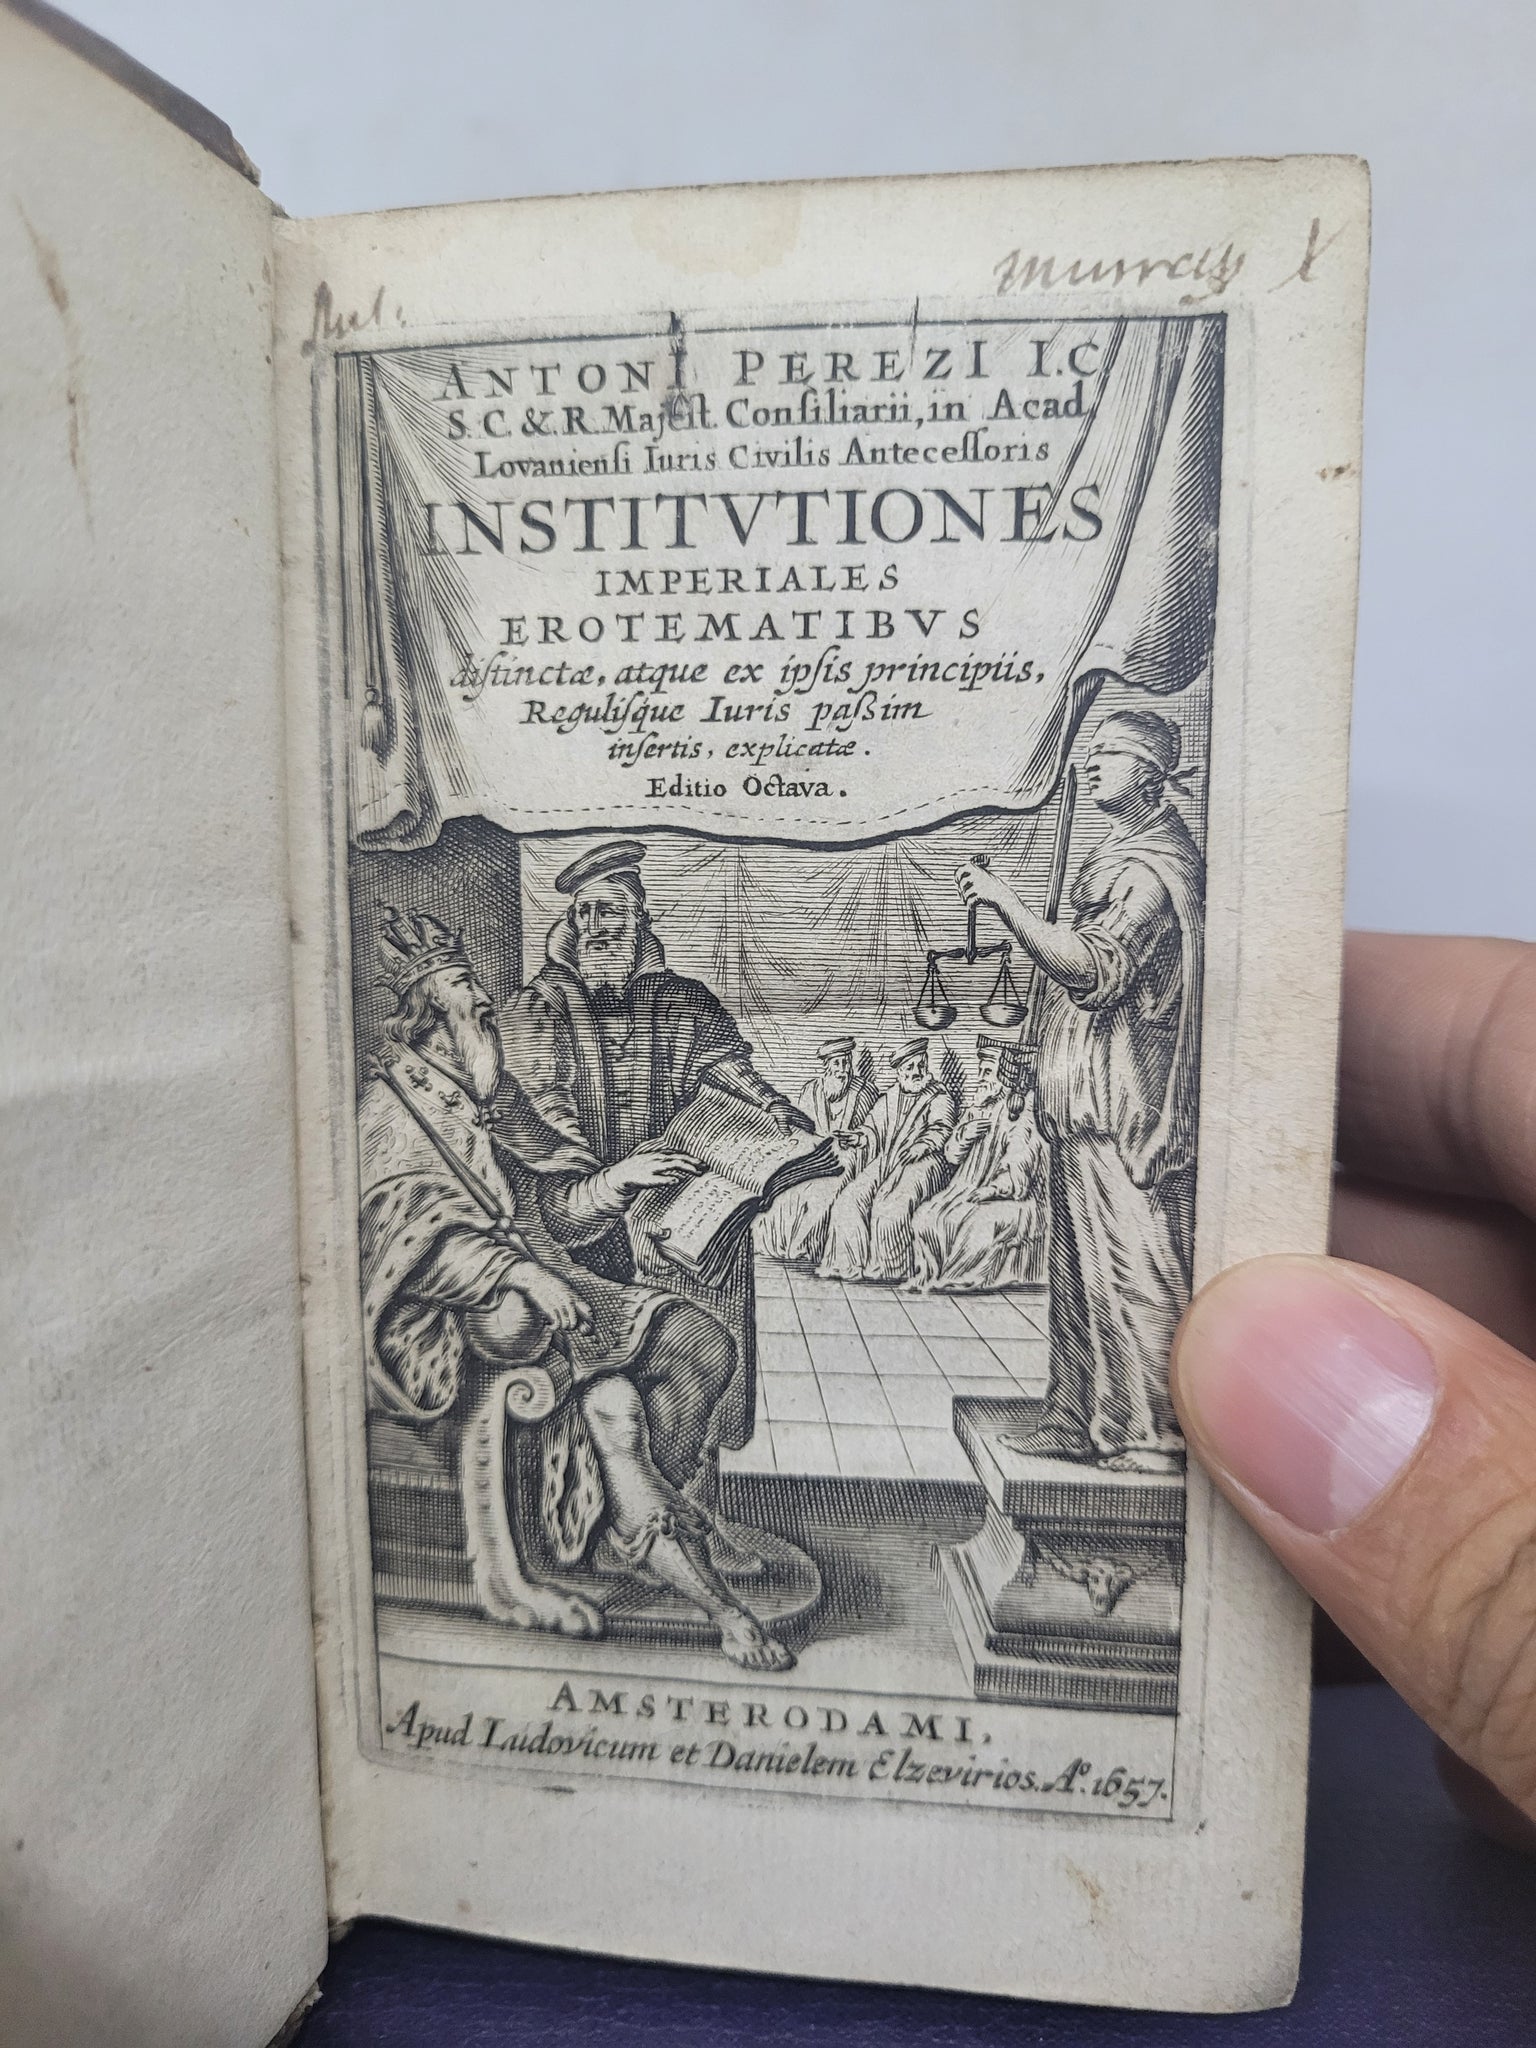 Murray
ANTONI PEREZI I.C
S. C. & R. Majeſt. Conſiliarii, in Acad.
Lovanienſi Iuris Civilis Anteceſſoris
INSTITVTIONES
IMPERIALES
EROTEMATIBVS
diſtinctæ, atque ex ipſis principiis,
Reguliſque Iuris paßim
inſertis, explicatæ.
Editio Octava.
AMSTERODAMI,
Apud Ludovicum et Danielem Elzevirios. Aº. 1657.